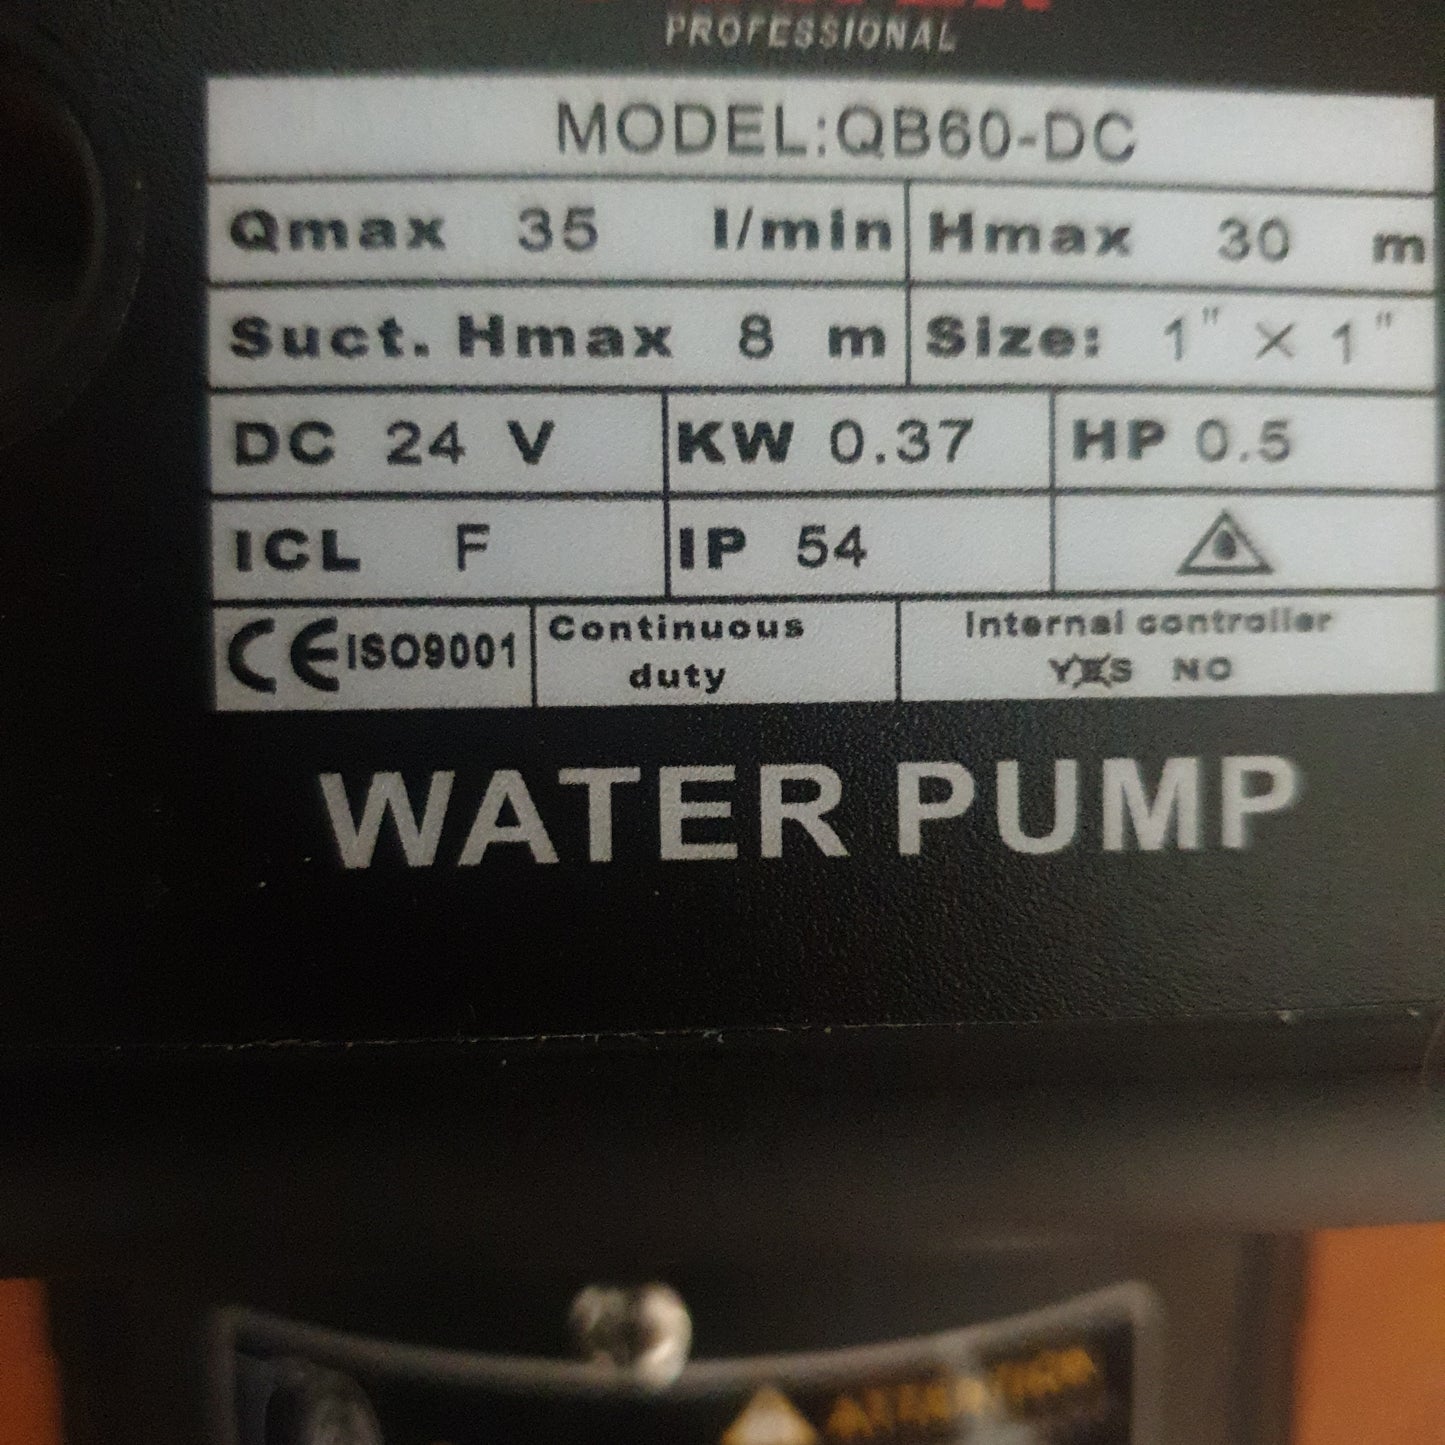 PROFESSIONAL
MODEL:QB60-DC
Qmax 35 l/min Hmax 30 m
Suct. Hmax 8 m Size: 1" × 1"
DC 24 V KW 0.37 HP 0.5
ICL F IP 54
CE ISO9001 Continuous duty Internal controller
YES NO
WATER PUMP
ATTENTION